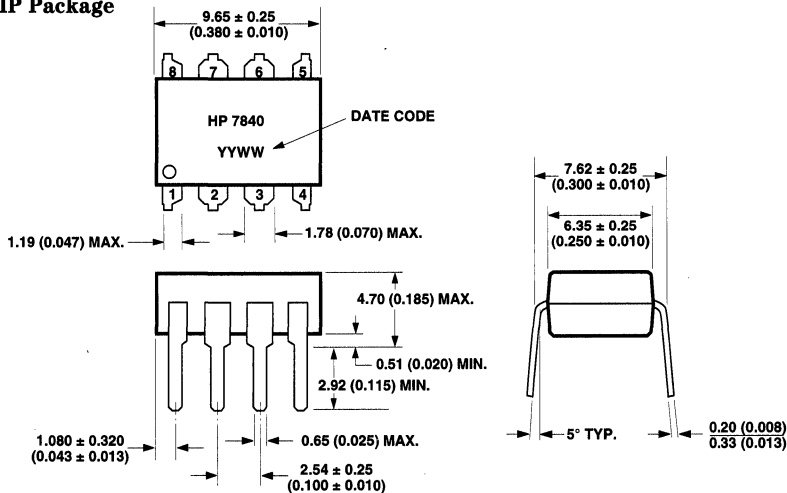 IP Package
9.65 ± 0.25
(0.380 ± 0.010)
8 7 6 5
HP 7840
YYWW
DATE CODE
1 2 3 4
1.19 (0.047) MAX.
1.78 (0.070) MAX.
7.62 ± 0.25
(0.300 ± 0.010)
6.35 ± 0.25
(0.250 ± 0.010)
4.70 (0.185) MAX.
0.51 (0.020) MIN.
2.92 (0.115) MIN.
1.080 ± 0.320
(0.043 ± 0.013)
0.65 (0.025) MAX.
2.54 ± 0.25
(0.100 ± 0.010)
5° TYP.
0.20 (0.008)
0.33 (0.013)